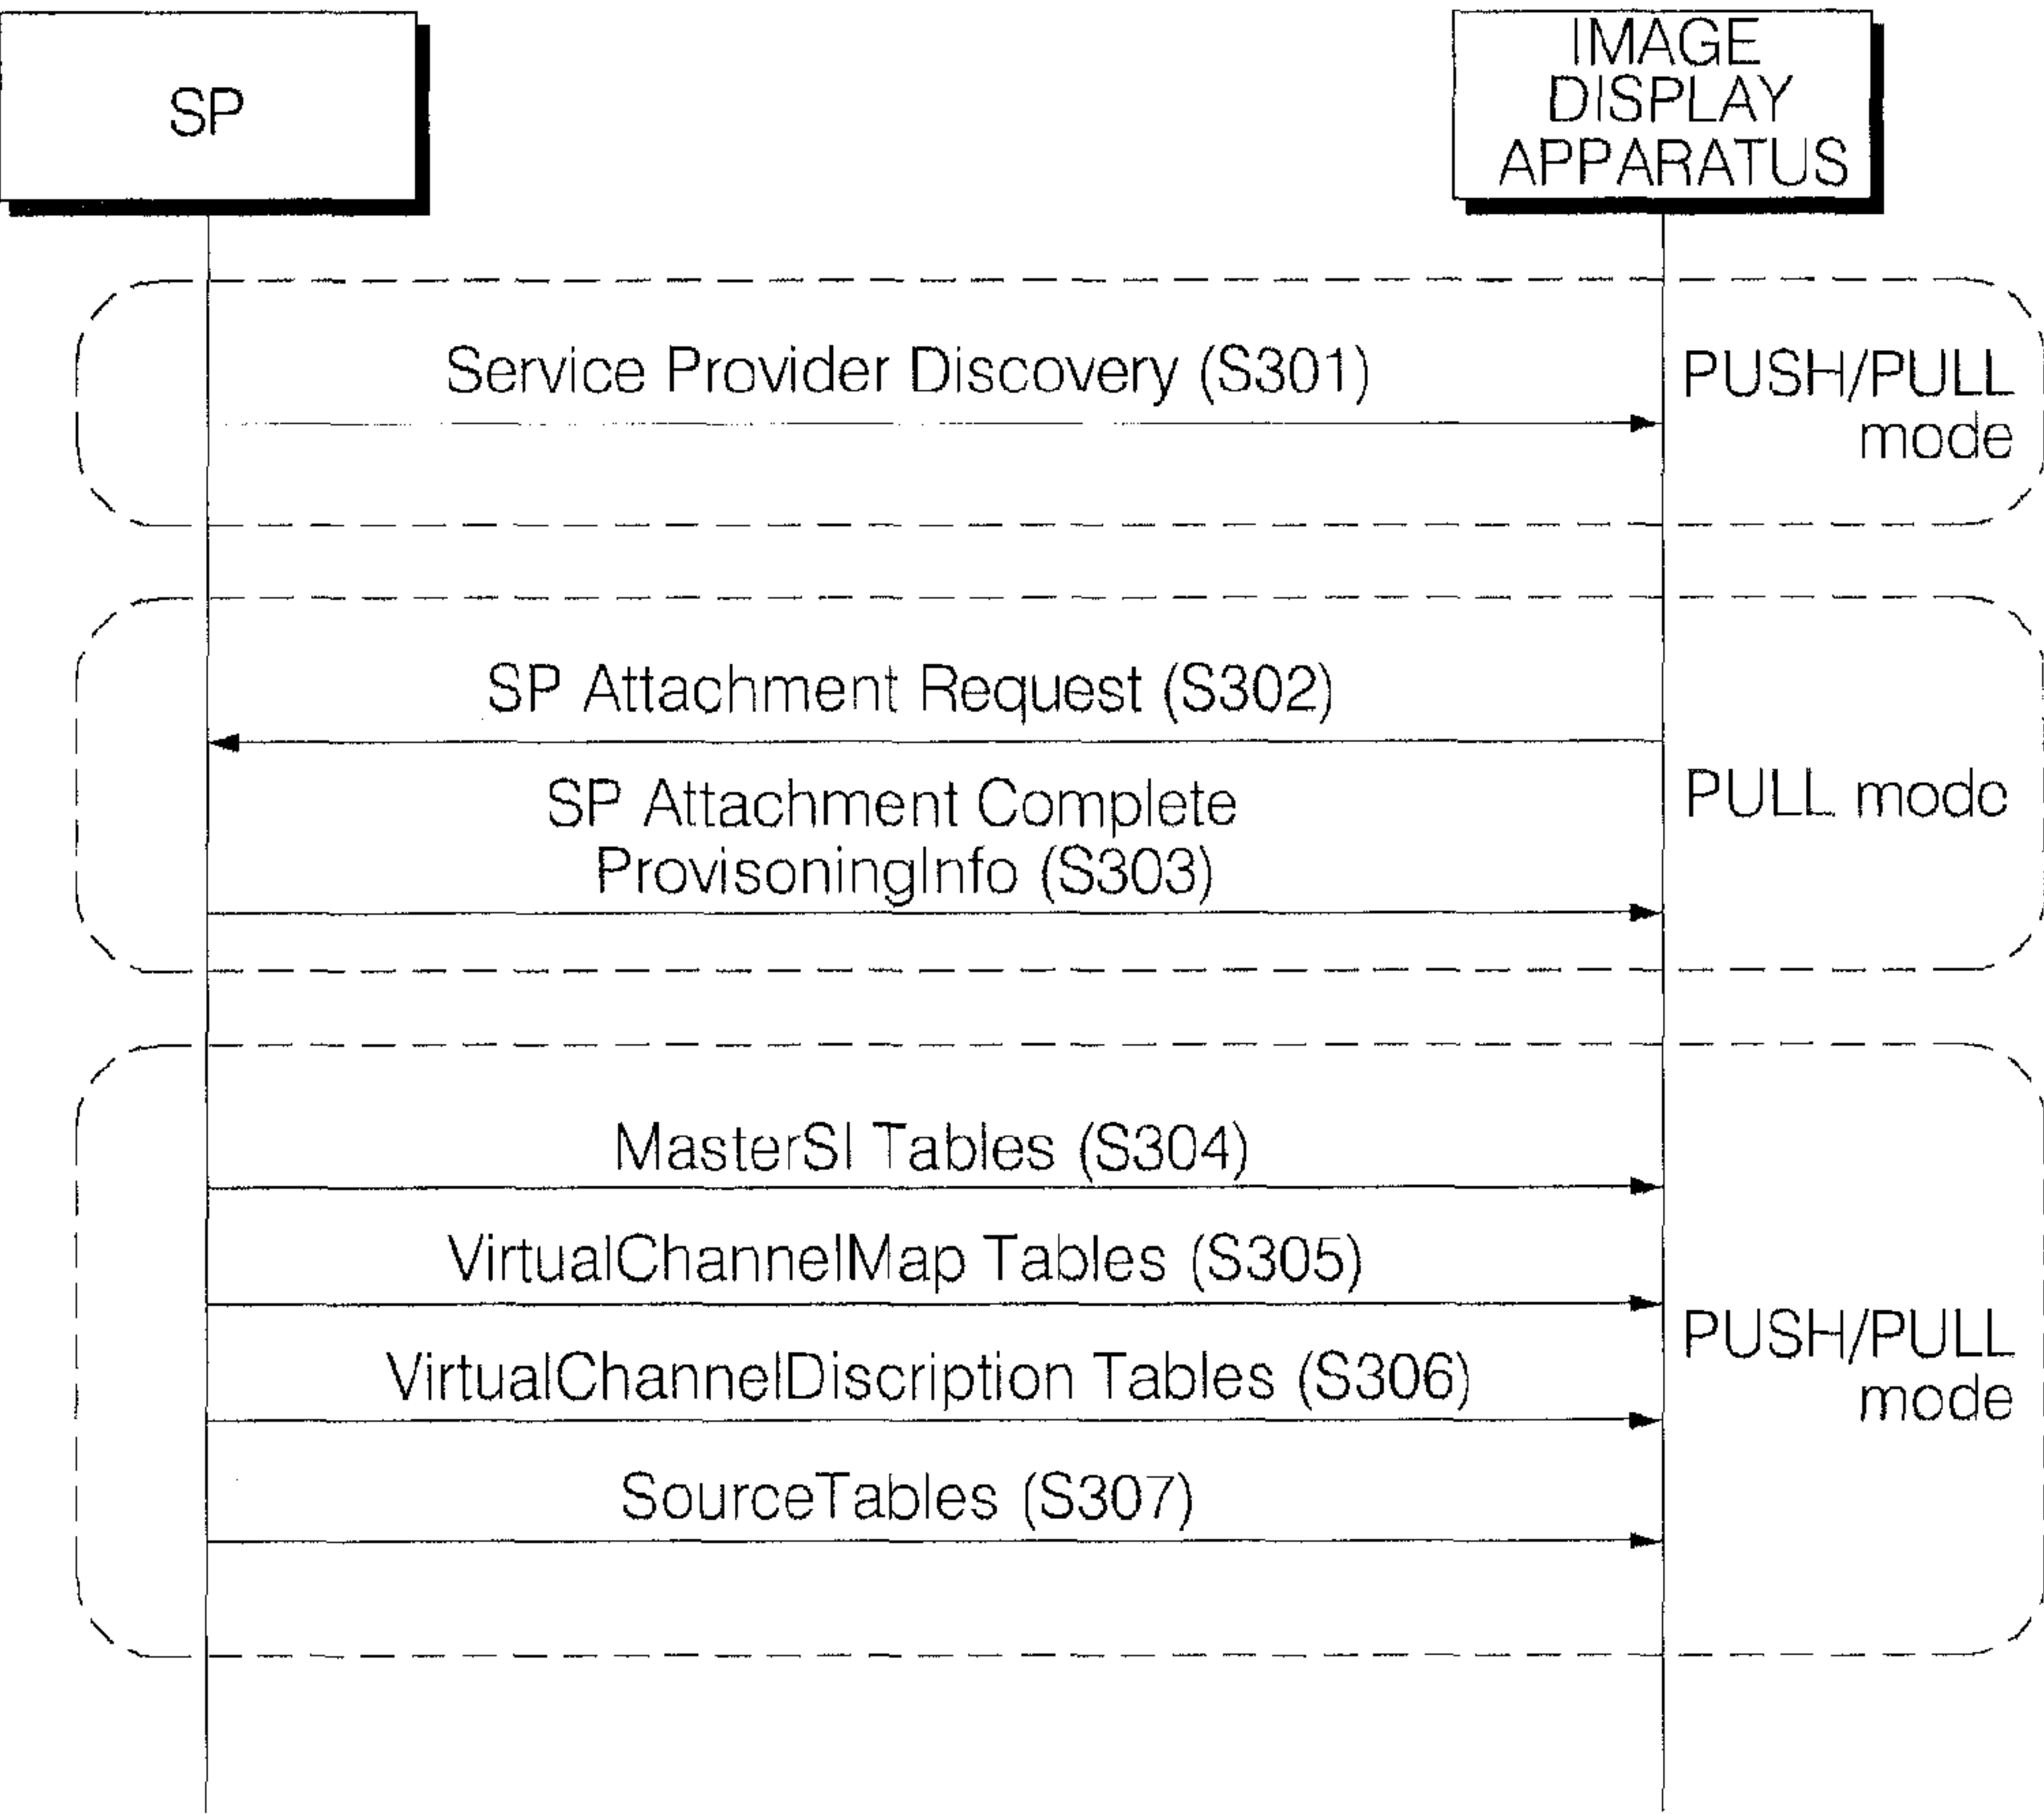 SP
IMAGE
DISPLAY
APPARATUS
Service Provider Discovery (S301)
PUSH/PULL
mode
SP Attachment Request (S302)
SP Attachment Complete
ProvisoningInfo (S303)
PULL mode
MasterSI Tables (S304)
VirtualChannelMap Tables (S305)
VirtualChannelDiscription Tables (S306)
PUSH/PULL
mode
SourceTables (S307)